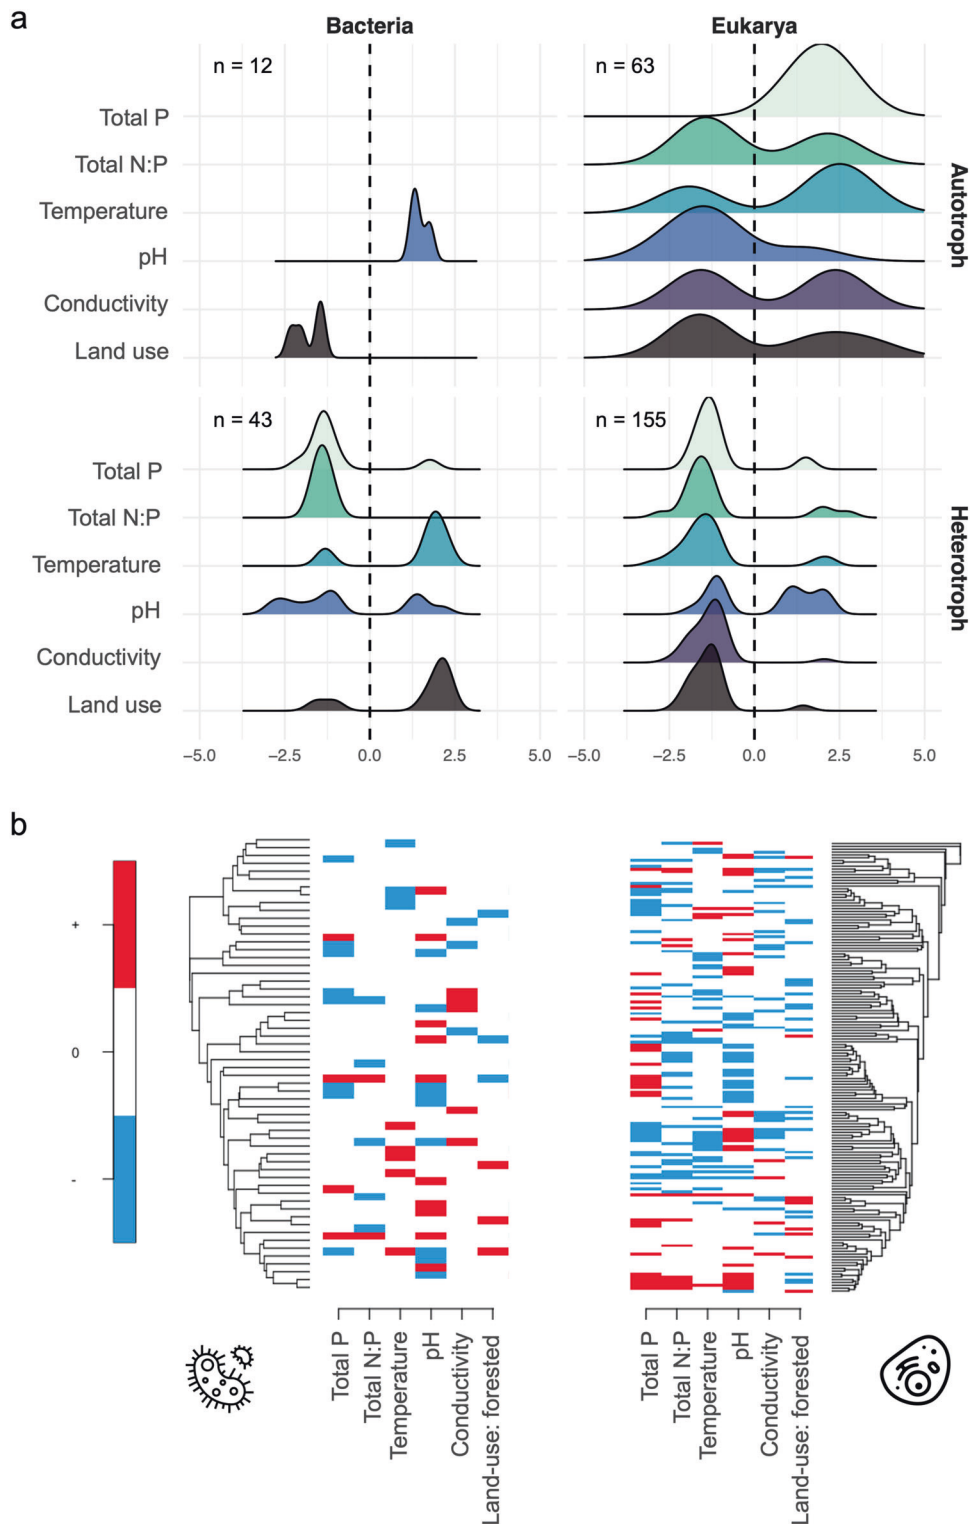 a
Bacteria
Eukarya
n = 12
n = 63
Total P
Total N:P
Temperature
pH
Conductivity
Land use
Autotroph
n = 43
n = 155
Total P
Total N:P
Temperature
pH
Conductivity
Land use
Heterotroph
−5.0 −2.5 0.0 2.5 5.0
−5.0 −2.5 0.0 2.5 5.0
b
+
0
-
Total P
Total N:P
Temperature
pH
Conductivity
Land-use: forested
Total P
Total N:P
Temperature
pH
Conductivity
Land-use: forested